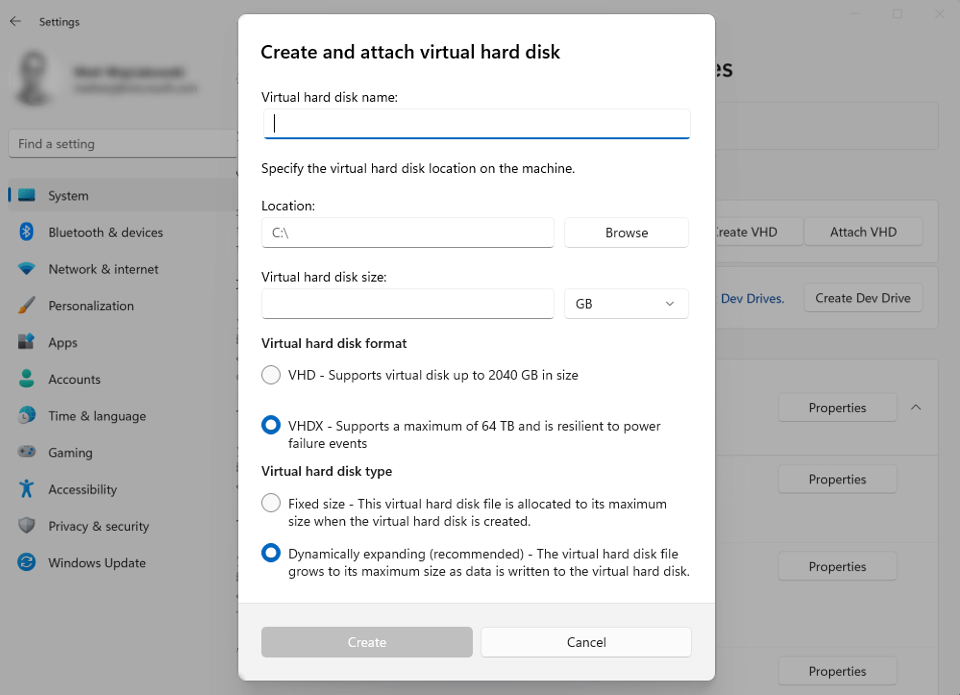 Settings
Find a setting
System
Bluetooth & devices
Network & internet
Personalization
Apps
Accounts
Time & language
Gaming
Accessibility
Privacy & security
Windows Update
Create and attach virtual hard disk
Virtual hard disk name:
Specify the virtual hard disk location on the machine.
Location:
C:\
Browse
Virtual hard disk size:
GB
Virtual hard disk format
VHD - Supports virtual disk up to 2040 GB in size
VHDX - Supports a maximum of 64 TB and is resilient to power
failure events
Virtual hard disk type
Fixed size - This virtual hard disk file is allocated to its maximum
size when the virtual hard disk is created.
Dynamically expanding (recommended) - The virtual hard disk file
grows to its maximum size as data is written to the virtual hard disk.
Create
Cancel
VHD
Attach VHD
Dev Drives.
Create Dev Drive
Properties
Properties
Properties
Properties